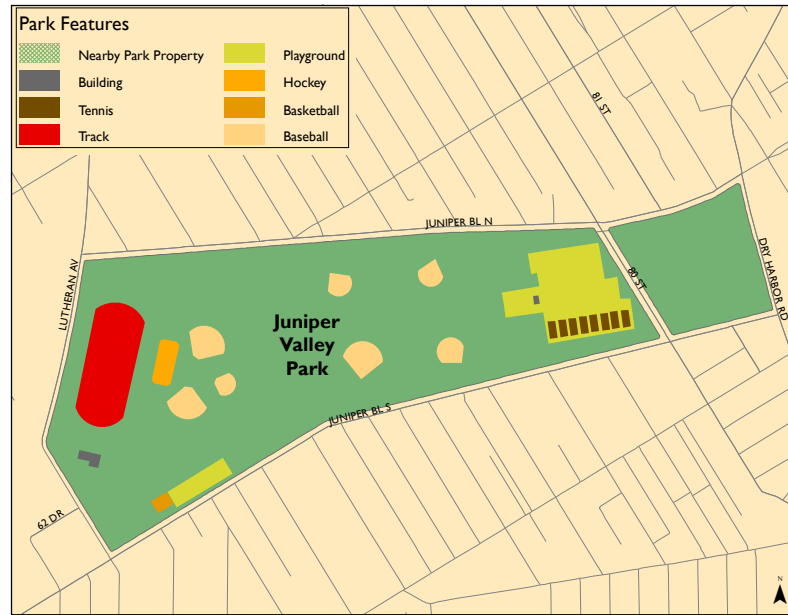 Park Features
Nearby Park Property
Building
Tennis
Track
Playground
Hockey
Basketball
Baseball
81 ST
JUNIPER BL N
LUTHERAN AV
80 ST
DRY HARBOR RD
Juniper
Valley
Park
JUNIPER BL S
62 DR
N